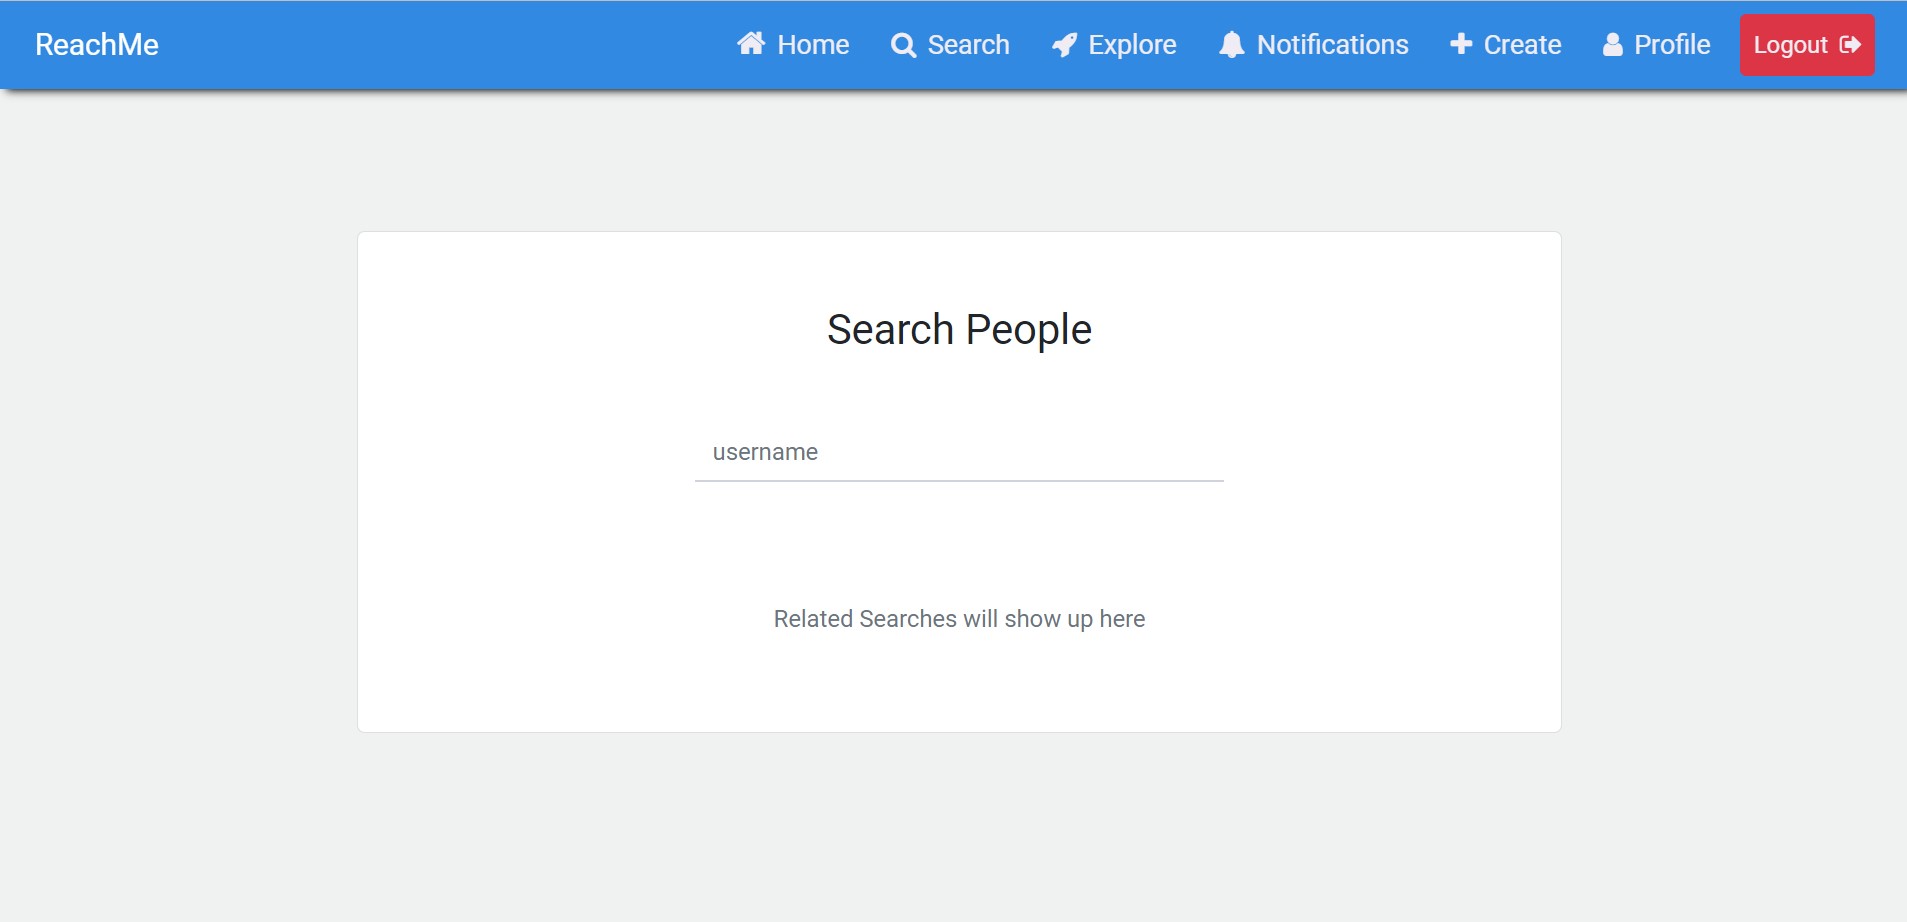 ReachMe Home Search Explore Notifications Create Profile Logout
Search People
username
Related Searches will show up here